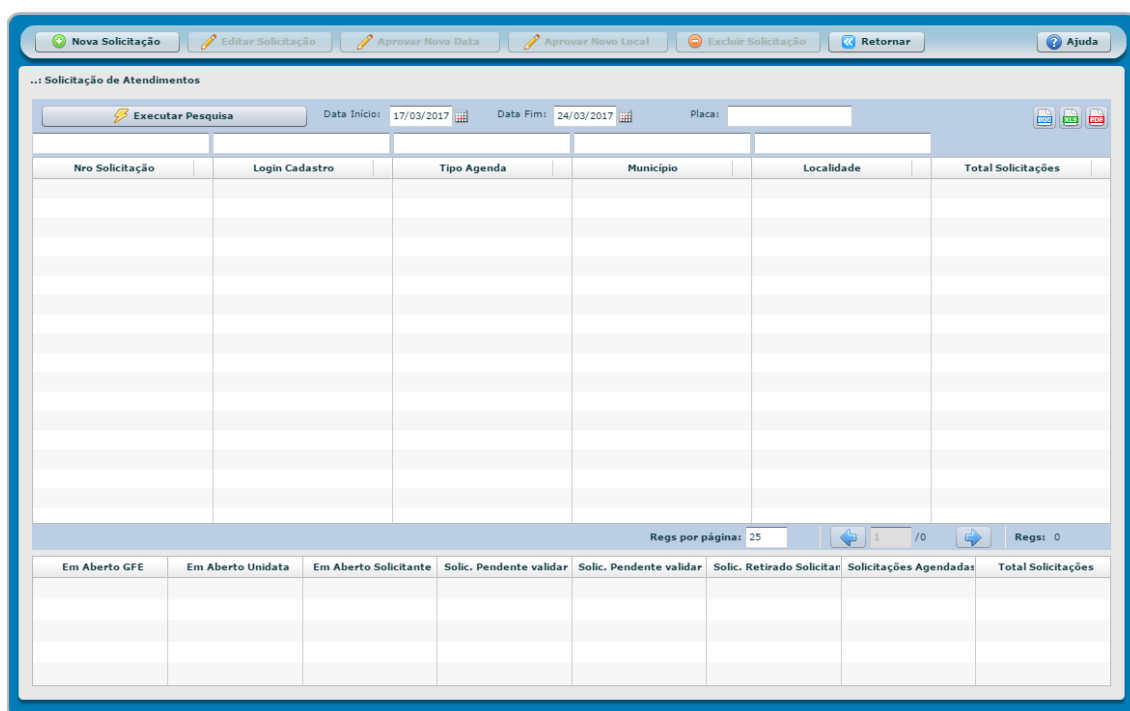 Nova Solicitação Editar Solicitação Aprovar Nova Data Aprovar Novo Local Excluir Solicitação Retornar Ajuda
..: Solicitação de Atendimentos
Executar Pesquisa Data Início: 17/03/2017 Data Fim: 24/03/2017 Placa: DOC XLS PDF
Nro Solicitação Login Cadastro Tipo Agenda Município Localidade Total Solicitações
Regs por página: 25 1 /0 Regs: 0
Em Aberto GFE Em Aberto Unidata Em Aberto Solicitante Solic. Pendente validar Solic. Pendente validar Solic. Retirado Solicitan Solicitações Agendadas Total Solicitações